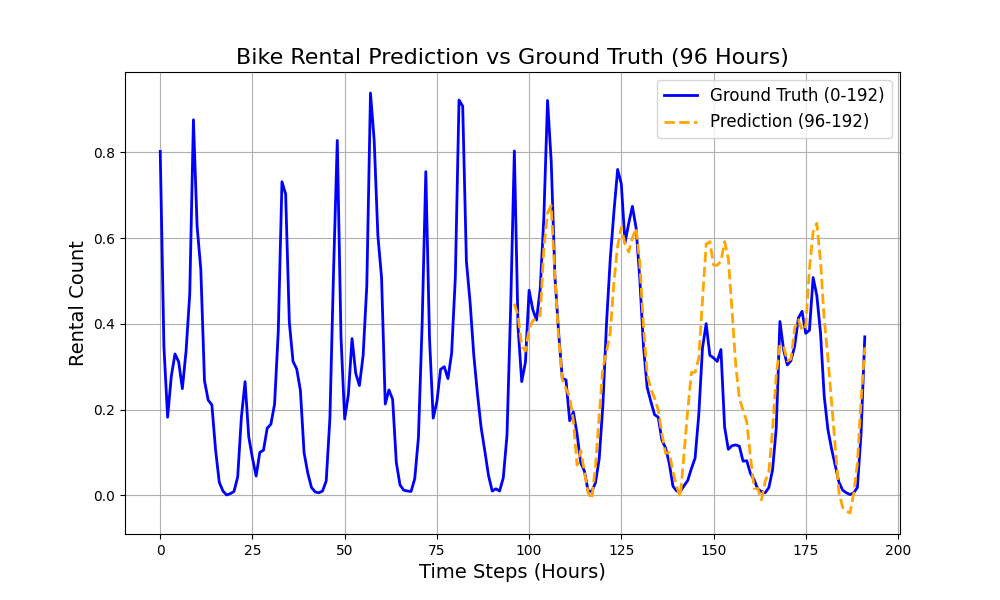 Bike Rental Prediction vs Ground Truth (96 Hours)
Ground Truth (0-192)
Prediction (96-192)
Rental Count
0.8
0.6
0.4
0.2
0.0
0 25 50 75 100 125 150 175 200
Time Steps (Hours)